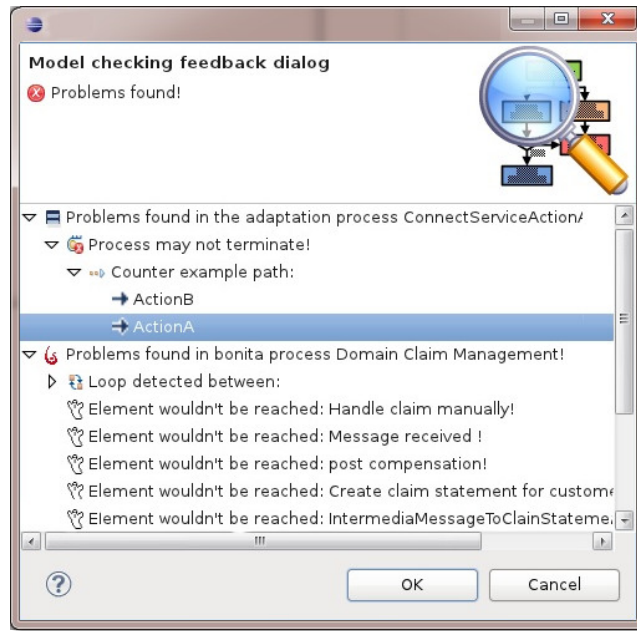 Model checking feedback dialog
Problems found!
Problems found in the adaptation process ConnectServiceActionA
Process may not terminate!
Counter example path:
ActionB
ActionA
Problems found in bonita process Domain Claim Management!
Loop detected between:
Element wouldn't be reached: Handle claim manually!
Element wouldn't be reached: Message received !
Element wouldn't be reached: post compensation!
Element wouldn't be reached: Create claim statement for custome
Element wouldn't be reached: IntermediaMessageToClainStateme
?
OK
Cancel